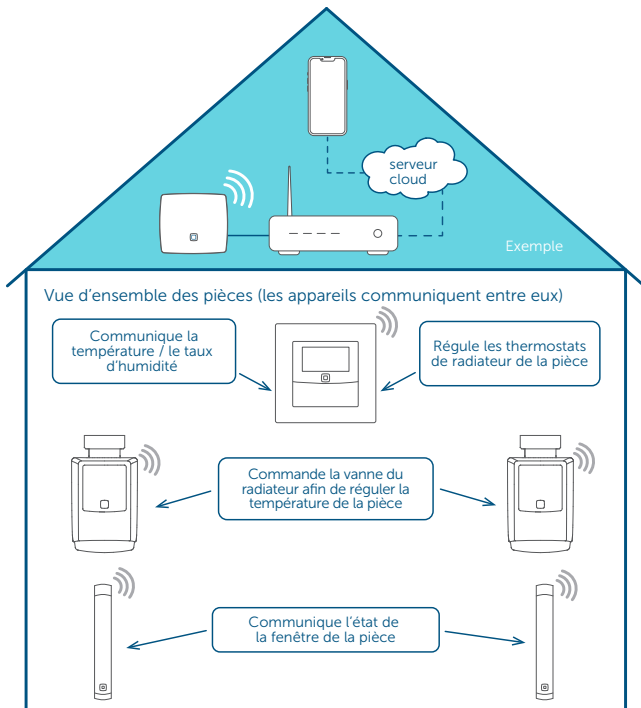 serveur
cloud
Exemple
Vue d’ensemble des pièces (les appareils communiquent entre eux)
Communique la
température / le taux
d’humidité
Régule les thermostats
de radiateur de la pièce
Commande la vanne du
radiateur afin de réguler la
température de la pièce
Communique l’état de
la fenêtre de la pièce